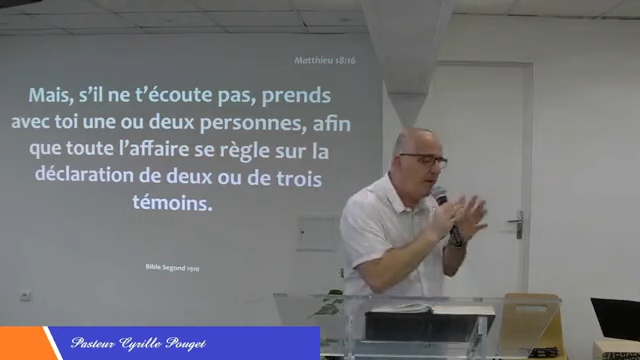 Matthieu 18:16
Mais, s'il ne t'écoute pas, prends
avec toi une ou deux personnes, afin
que toute l'affaire se règle sur la
déclaration de deux ou de trois
témoins.
Bible Segond 1910
Pasteur Cyrille Pouget